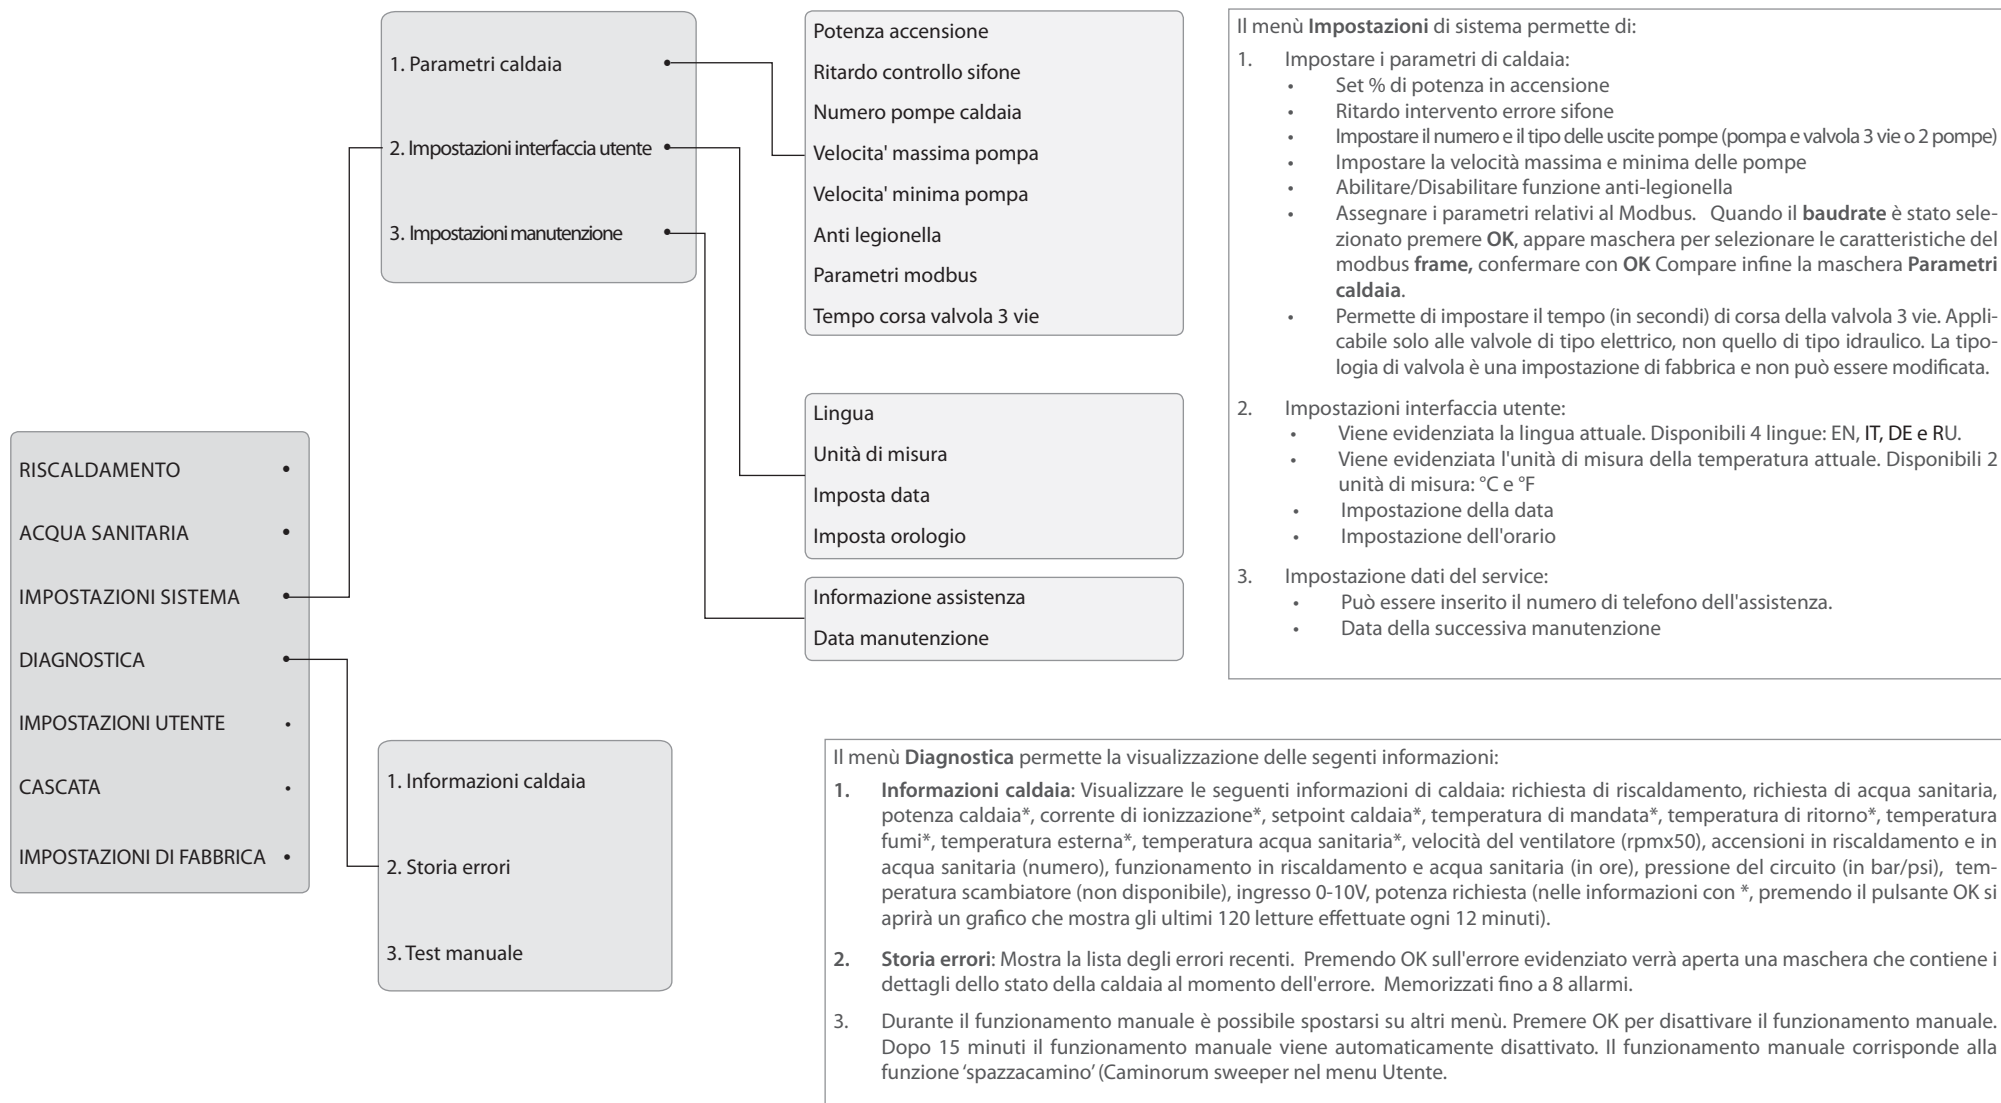 RISCALDAMENTO •
ACQUA SANITARIA •
IMPOSTAZIONI SISTEMA •
DIAGNOSTICA •
IMPOSTAZIONI UTENTE •
CASCATA •
IMPOSTAZIONI DI FABBRICA •
1. Parametri caldaia •
2. Impostazioni interfaccia utente •
3. Impostazioni manutenzione •
Potenza accensione
Ritardo controllo sifone
Numero pompe caldaia
Velocita' massima pompa
Velocita' minima pompa
Anti legionella
Parametri modbus
Tempo corsa valvola 3 vie
Lingua
Unità di misura
Imposta data
Imposta orologio
Informazione assistenza
Data manutenzione
Il menù Impostazioni di sistema permette di:
1. Impostare i parametri di caldaia:
• Set % di potenza in accensione
• Ritardo intervento errore sifone
• Impostare il numero e il tipo delle uscite pompe (pompa e valvola 3 vie o 2 pompe)
• Impostare la velocità massima e minima delle pompe
• Abilitare/Disabilitare funzione anti-legionella
• Assegnare i parametri relativi al Modbus. Quando il baudrate è stato sele-
zionato premere OK, appare maschera per selezionare le caratteristiche del
modbus frame, confermare con OK Compare infine la maschera Parametri
caldaia.
• Permette di impostare il tempo (in secondi) di corsa della valvola 3 vie. Appli-
cabile solo alle valvole di tipo elettrico, non quello di tipo idraulico. La tipo-
logia di valvola è una impostazione di fabbrica e non può essere modificata.
2. Impostazioni interfaccia utente:
• Viene evidenziata la lingua attuale. Disponibili 4 lingue: EN, IT, DE e RU.
• Viene evidenziata l'unità di misura della temperatura attuale. Disponibili 2
unità di misura: °C e °F
• Impostazione della data
• Impostazione dell'orario
3. Impostazione dati del service:
• Può essere inserito il numero di telefono dell'assistenza.
• Data della successiva manutenzione
1. Informazioni caldaia
2. Storia errori
3. Test manuale
Il menù Diagnostica permette la visualizzazione delle segenti informazioni:
1. Informazioni caldaia: Visualizzare le seguenti informazioni di caldaia: richiesta di riscaldamento, richiesta di acqua sanitaria,
potenza caldaia*, corrente di ionizzazione*, setpoint caldaia*, temperatura di mandata*, temperatura di ritorno*, temperatura
fumi*, temperatura esterna*, temperatura acqua sanitaria*, velocità del ventilatore (rpmx50), accensioni in riscaldamento e in
acqua sanitaria (numero), funzionamento in riscaldamento e acqua sanitaria (in ore), pressione del circuito (in bar/psi), tem-
peratura scambiatore (non disponibile), ingresso 0-10V, potenza richiesta (nelle informazioni con *, premendo il pulsante OK si
aprirà un grafico che mostra gli ultimi 120 letture effettuate ogni 12 minuti).
2. Storia errori: Mostra la lista degli errori recenti. Premendo OK sull'errore evidenziato verrà aperta una maschera che contiene i
dettagli dello stato della caldaia al momento dell'errore. Memorizzati fino a 8 allarmi.
3. Durante il funzionamento manuale è possibile spostarsi su altri menù. Premere OK per disattivare il funzionamento manuale.
Dopo 15 minuti il funzionamento manuale viene automaticamente disattivato. Il funzionamento manuale corrisponde alla
funzione 'spazzacamino' (Caminorum sweeper nel menu Utente.